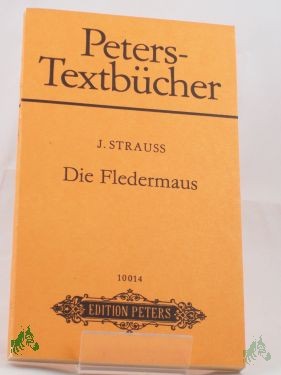 Peters-
Textbücher
J. STRAUSS
Die Fledermaus
10014
EDITION PETERS